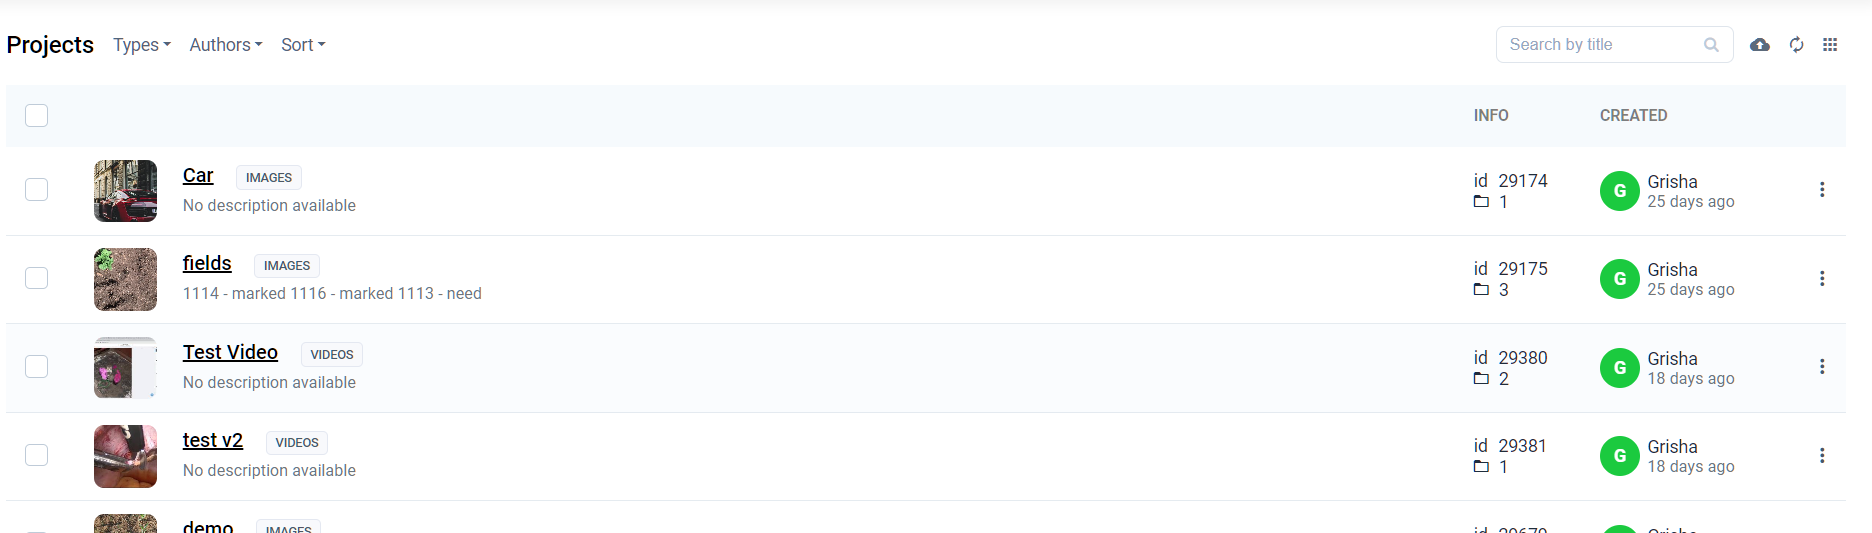 Projects Types Authors Sort Search by title
INFO CREATED
Car IMAGES
No description available
id 29174
1
G Grisha
25 days ago
fields IMAGES
1114 - marked 1116 - marked 1113 - need
id 29175
3
G Grisha
25 days ago
Test Video VIDEOS
No description available
id 29380
2
G Grisha
18 days ago
test v2 VIDEOS
No description available
id 29381
1
G Grisha
18 days ago
demo IMAGES
id
Grisha